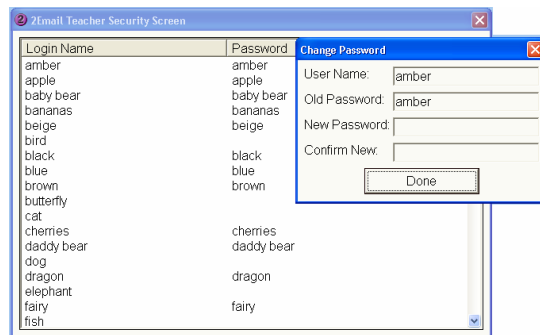 2 2Email Teacher Security Screen
Login Name Password
amber amber
apple apple
baby bear baby bear
bananas bananas
beige beige
bird
black black
blue blue
brown brown
butterfly
cat
cherries cherries
daddy bear daddy bear
dog
dragon dragon
elephant
fairy fairy
fish
Change Password
User Name: amber
Old Password: amber
New Password:
Confirm New:
Done